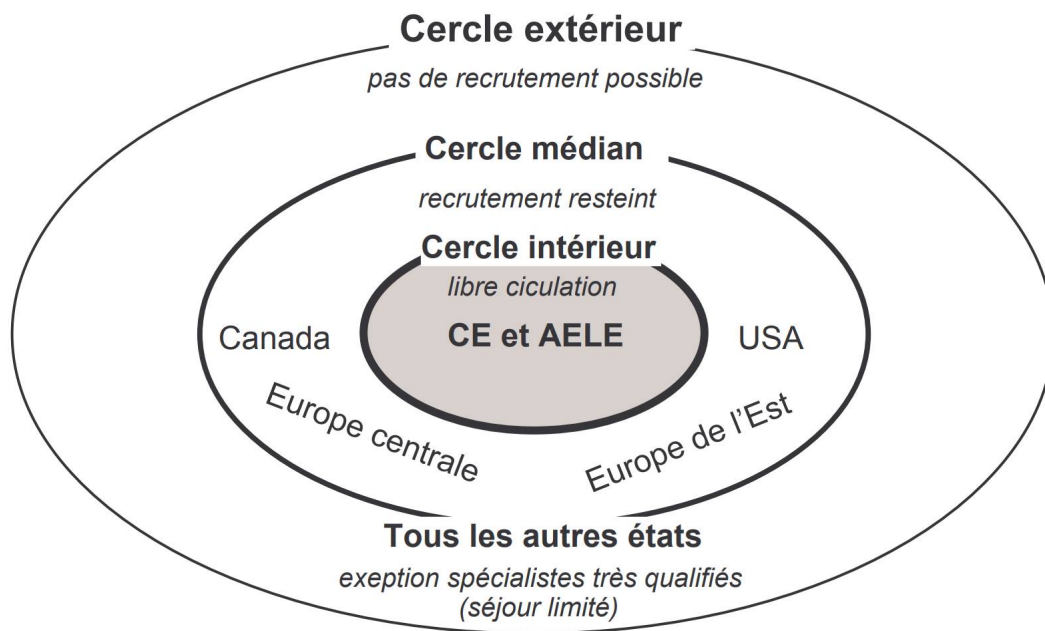 Cercle extérieur
pas de recrutement possible
Cercle médian
recrutement resteint
Cercle intérieur
libre ciculation
CE et AELE
Canada
USA
Europe centrale
Europe de l'Est
Tous les autres états
exeption spécialistes très qualifiés
(séjour limité)